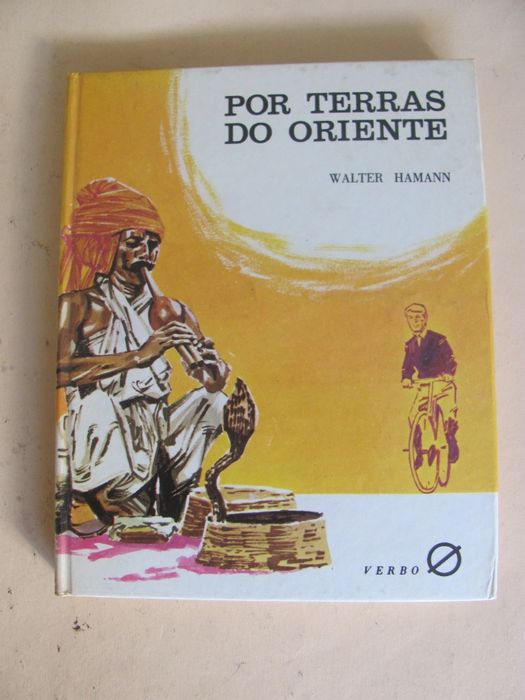 POR TERRAS
DO ORIENTE
WALTER HAMANN
VERBO